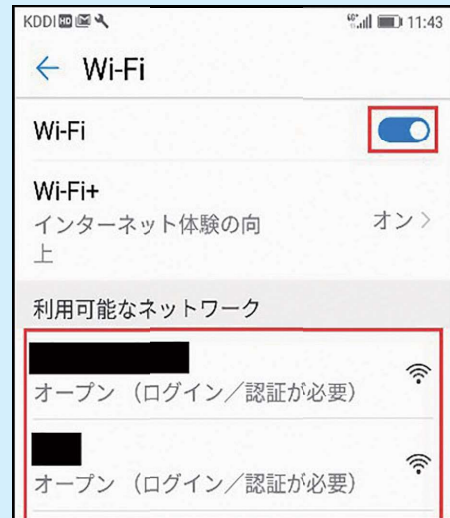 KDDI HD 4G 11:43
← Wi-Fi
Wi-Fi
Wi-Fi+
インターネット体験の向 オン >
上
利用可能なネットワーク
オープン （ログイン／認証が必要）
オープン （ログイン／認証が必要）